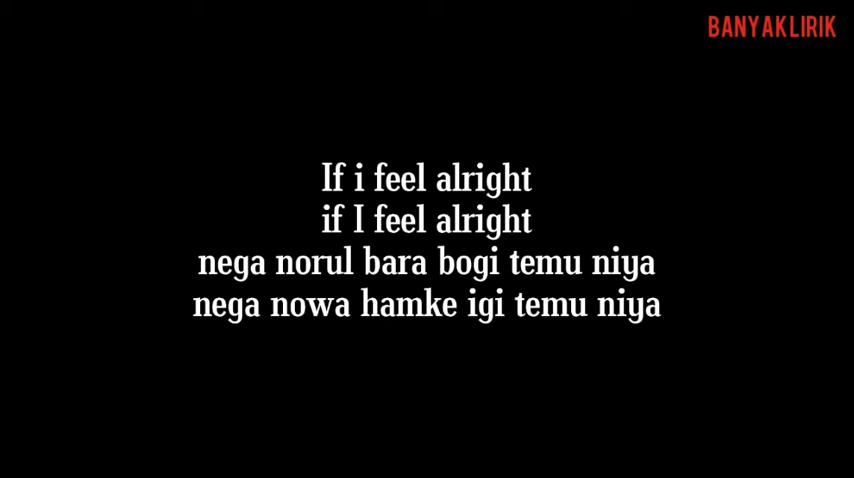 BANYAKLIRIK
If i feel alright
if I feel alright
nega norul bara bogi temu niya
nega nowa hamke igi temu niya